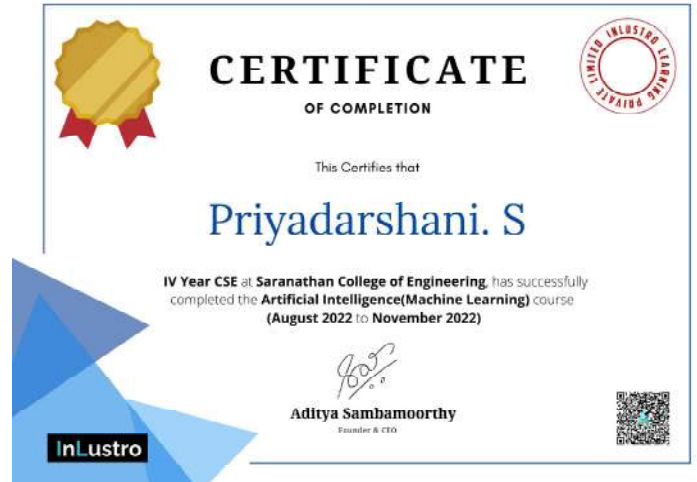 CERTIFICATE
OF COMPLETION
INLUSTRO LEARNING PRIVATE LIMITED
This Certifies that
Priyadarshani. S
IV Year CSE at Saranathan College of Engineering, has successfully
completed the Artificial Intelligence(Machine Learning) course
(August 2022 to November 2022)
Aditya Sambamoorthy
Founder & CEO
InLustro